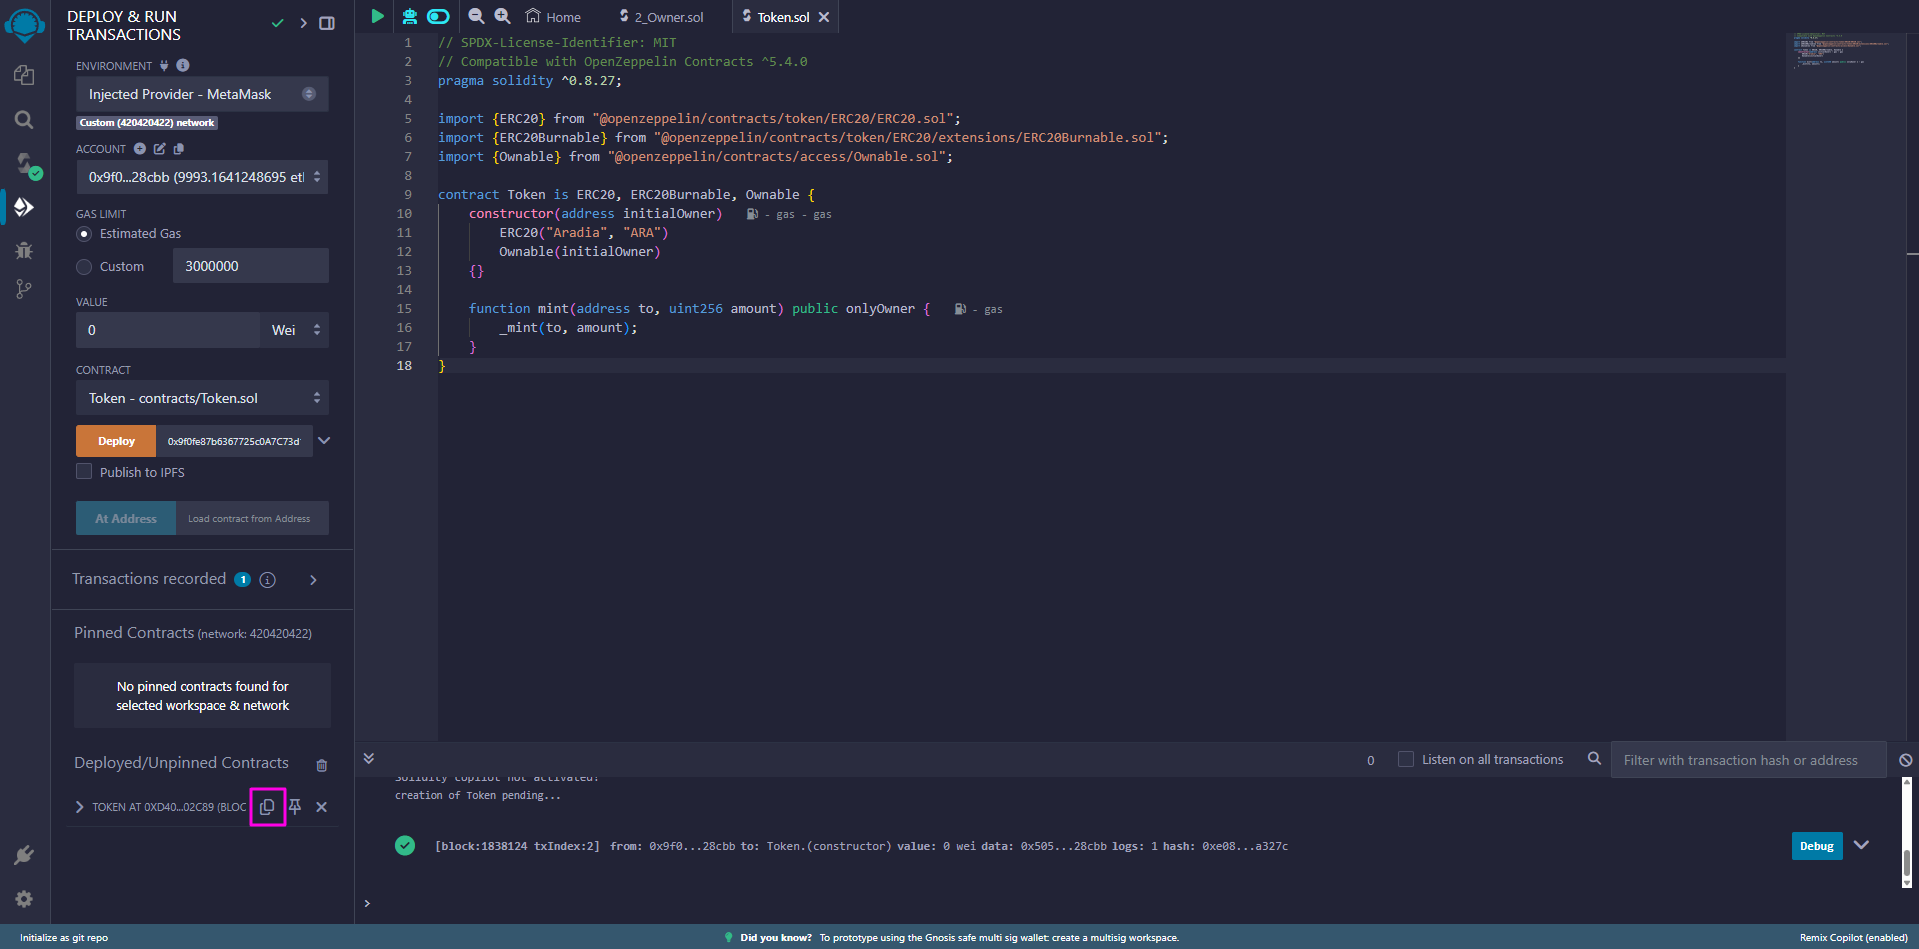 DEPLOY & RUN
TRANSACTIONS
ENVIRONMENT
Injected Provider - MetaMask
Custom (420420422) network
ACCOUNT
0x9f0...28cbb (9993.1641248695 etl
GAS LIMIT
Estimated Gas
Custom
3000000
VALUE
0
Wei
CONTRACT
Token - contracts/Token.sol
Deploy
0x9f0fe87b6367725c0A7C73d
Publish to IPFS
At Address
Load contract from Address
Transactions recorded 1
Pinned Contracts (network: 420420422)
No pinned contracts found for
selected workspace & network
Deployed/Unpinned Contracts
TOKEN AT 0XD40...02C89 (BLOC
Home
2_Owner.sol
Token.sol
1 // SPDX-License-Identifier: MIT
2 // Compatible with OpenZeppelin Contracts ^5.4.0
3 pragma solidity ^0.8.27;
4
5 import {ERC20} from "@openzeppelin/contracts/token/ERC20/ERC20.sol";
6 import {ERC20Burnable} from "@openzeppelin/contracts/token/ERC20/extensions/ERC20Burnable.sol";
7 import {Ownable} from "@openzeppelin/contracts/access/Ownable.sol";
8
9 contract Token is ERC20, ERC20Burnable, Ownable {
10 constructor(address initialOwner) - gas - gas
11 ERC20("Aradia", "ARA")
12 Ownable(initialOwner)
13 {}
14
15 function mint(address to, uint256 amount) public onlyOwner { - gas
16 _mint(to, amount);
17 }
18 }
0
Listen on all transactions
Filter with transaction hash or address
Solidity copilot not activated!
creation of Token pending...
[block:1838124 txIndex:2] from: 0x9f0...28cbb to: Token.(constructor) value: 0 wei data: 0x505...28cbb logs: 1 hash: 0xe08...a327c
Debug
>
Initialize as git repo
Did you know? To prototype using the Gnosis safe multi sig wallet: create a multisig workspace.
Remix Copilot (enabled)